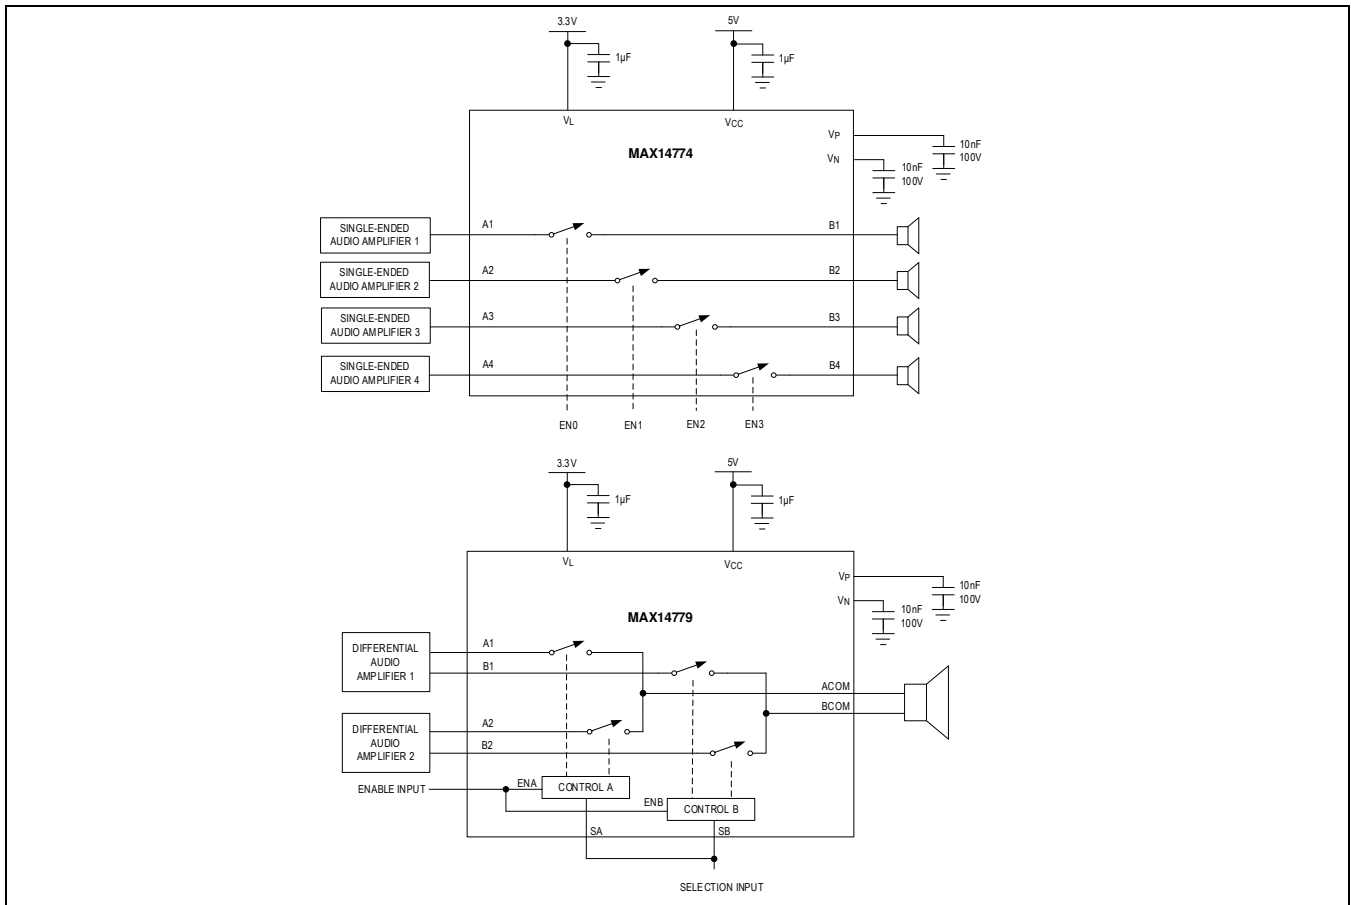 3.3V
5V
1µF
1µF
VL
VCC
VP
10nF
100V
MAX14774
VN
10nF
100V
SINGLE-ENDED
AUDIO AMPLIFIER 1
A1
B1
SINGLE-ENDED
AUDIO AMPLIFIER 2
A2
B2
SINGLE-ENDED
AUDIO AMPLIFIER 3
A3
B3
SINGLE-ENDED
AUDIO AMPLIFIER 4
A4
B4
EN0
EN1
EN2
EN3
3.3V
5V
1µF
1µF
VL
VCC
VP
10nF
100V
VN
10nF
100V
MAX14779
DIFFERENTIAL
AUDIO
AMPLIFIER 1
A1
B1
ACOM
BCOM
DIFFERENTIAL
AUDIO
AMPLIFIER 2
A2
B2
ENABLE INPUT
ENA
CONTROL A
ENB
CONTROL B
SA
SB
SELECTION INPUT